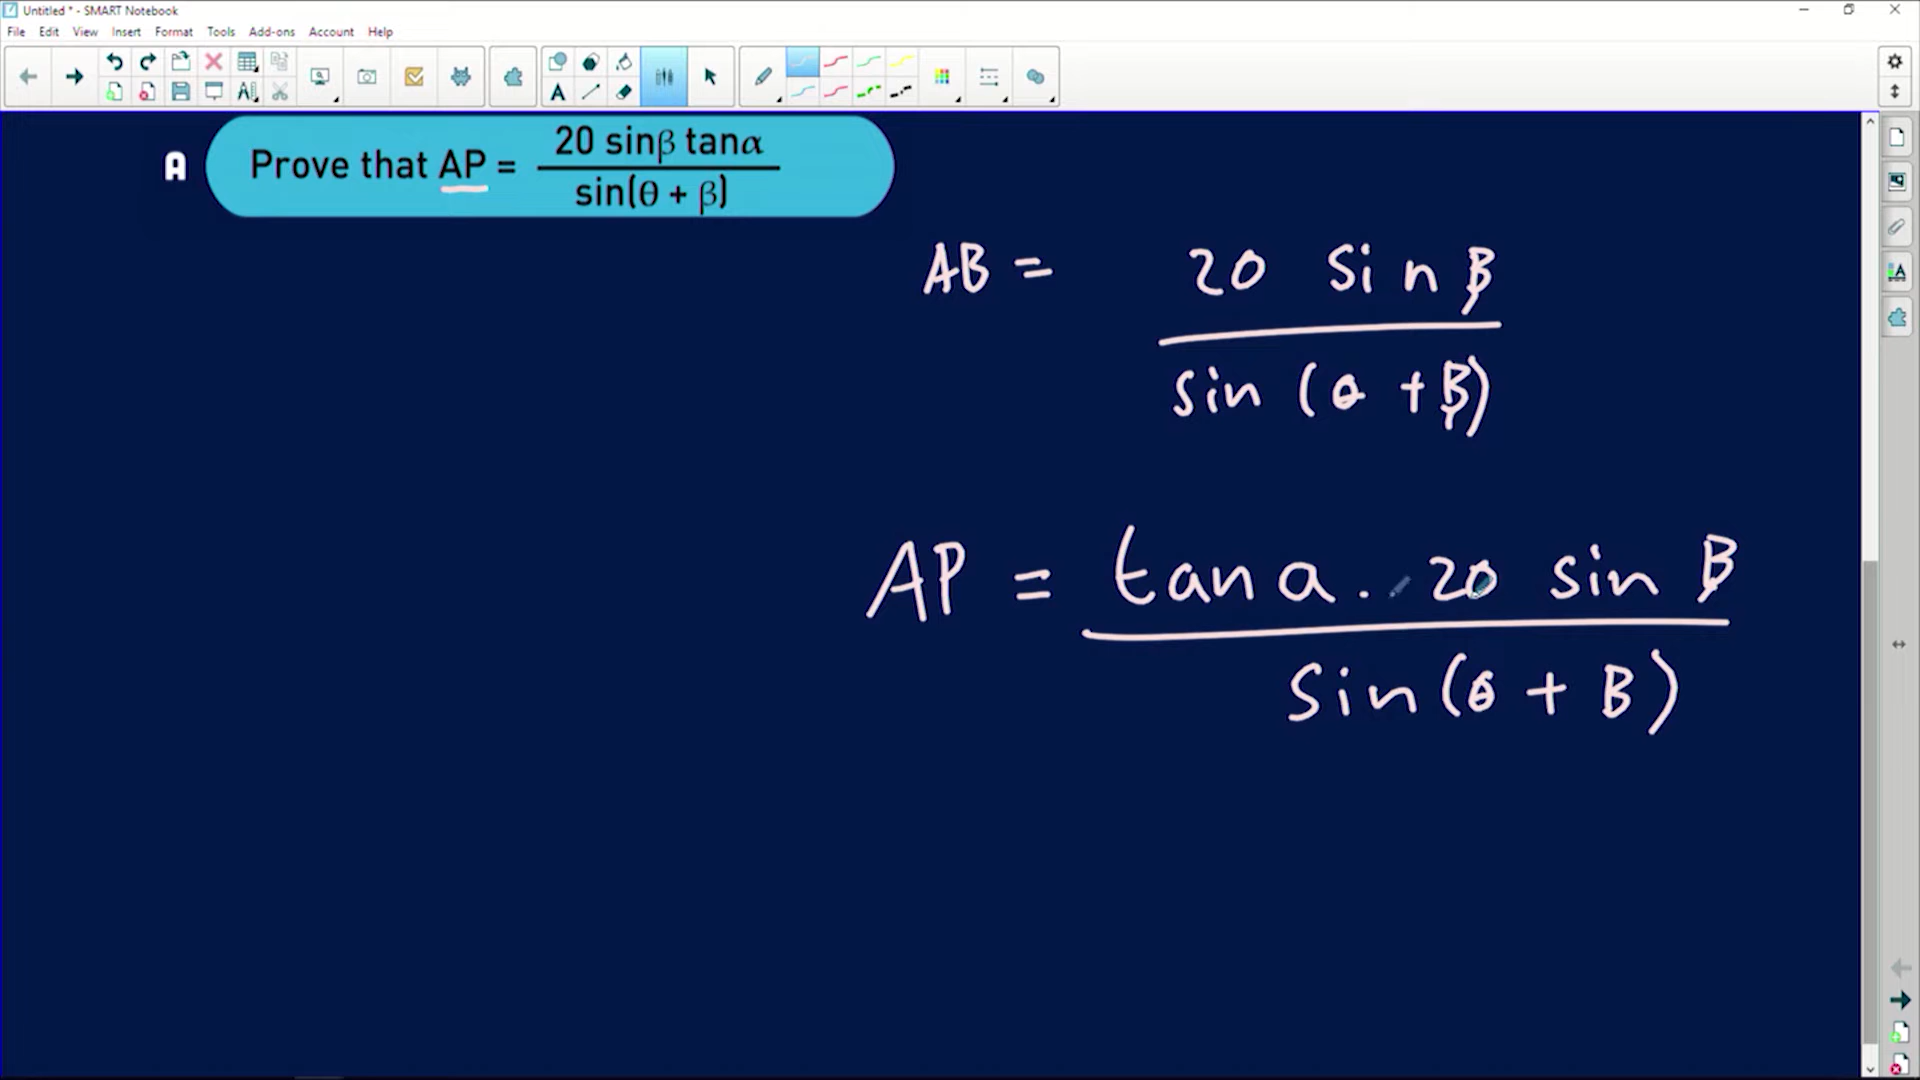 Untitled * - SMART Notebook
File Edit View Insert Format Tools Add-ons Account Help
A Prove that AP = 20 sinβ tanα / sin(θ + β)
AB = 20 sin β / sin (θ + β)
AP = tan a . 20 sin β / sin(θ + B)